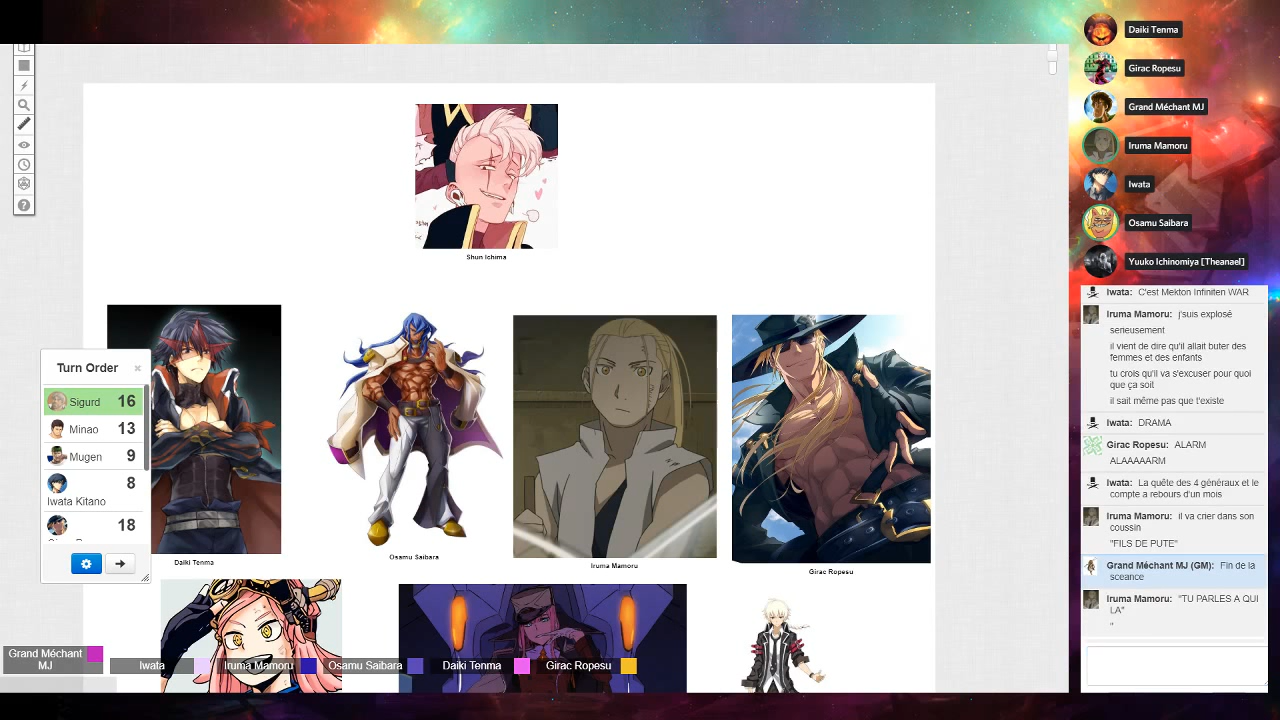 Daiki Tenma
Girac Ropesu
Grand Méchant MJ
Iruma Mamoru
Iwata
Osamu Saibara
Yuuko Ichinomiya [Theanael]
Shun Ichima
Daiki Tenma
Osamu Saibara
Iruma Mamoru
Girac Ropesu
Turn Order
×
Sigurd 16
Minao 13
Mugen 9
8
Iwata Kitano
18
Grand Méchant
MJ
Iwata
Iruma Mamoru
Osamu Saibara
Daiki Tenma
Girac Ropesu
Iwata: C'est Mekton Infiniten WAR
Iruma Mamoru: j'suis explosé
serieusement
il vient de dire qu'il allait buter des
femmes et des enfants
tu crois qu'il va s'excuser pour quoi
que ça soit
il sait même pas que t'existe
Iwata: DRAMA
Girac Ropesu: ALARM
ALAAAAARM
Iwata: La quête des 4 généraux et le
compte a rebours d'un mois
Iruma Mamoru: il va crier dans son
coussin
"FILS DE PUTE"
Grand Méchant MJ (GM): Fin de la
sceance
Iruma Mamoru: "TU PARLES A QUI
LA"
"